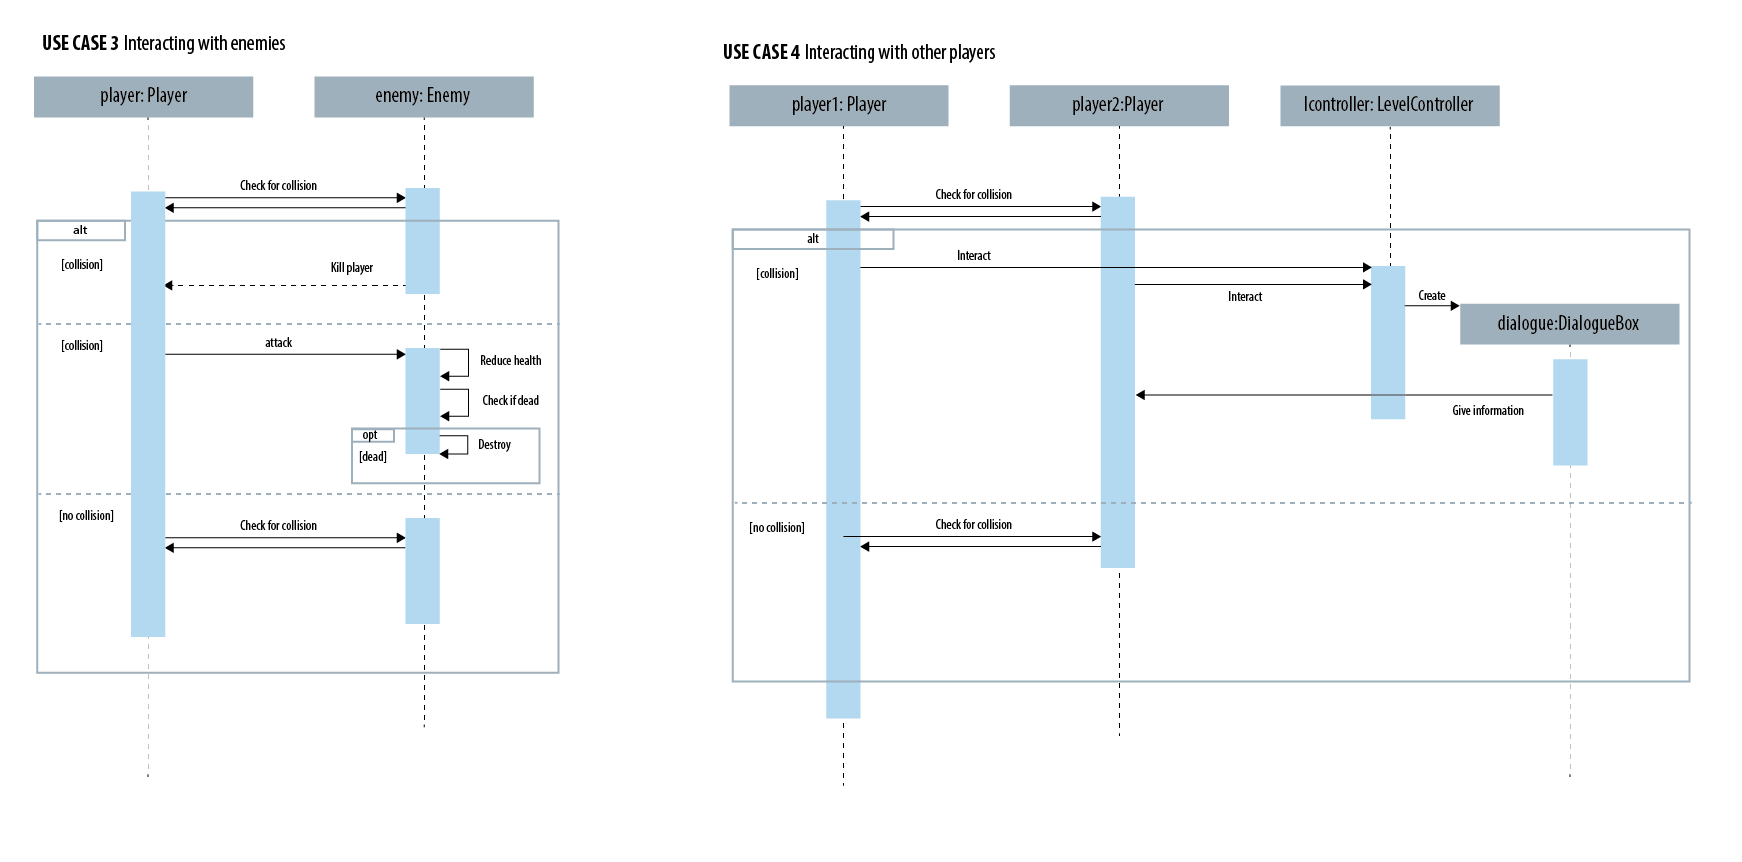 USE CASE 3 Interacting with enemies
player: Player
enemy: Enemy
Check for collision
alt
[collision]
Kill player
[collision]
attack
Reduce health
Check if dead
opt
Destroy
[dead]
[no collision]
Check for collision
USE CASE 4 Interacting with other players
player1: Player
player2:Player
lcontroller: LevelController
Check for collision
alt
Interact
[collision]
Interact
Create
dialogue:DialogueBox
Give information
[no collision]
Check for collision